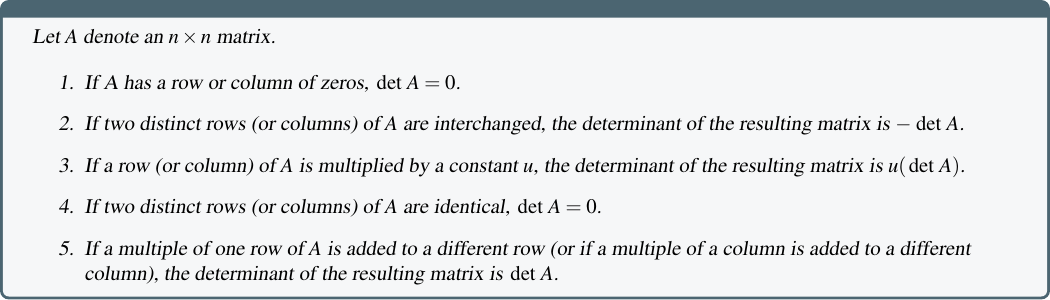 Let A denote an n × n matrix.
1. If A has a row or column of zeros, det A = 0.
2. If two distinct rows (or columns) of A are interchanged, the determinant of the resulting matrix is − det A.
3. If a row (or column) of A is multiplied by a constant u, the determinant of the resulting matrix is u( det A).
4. If two distinct rows (or columns) of A are identical, det A = 0.
5. If a multiple of one row of A is added to a different row (or if a multiple of a column is added to a different
column), the determinant of the resulting matrix is det A.